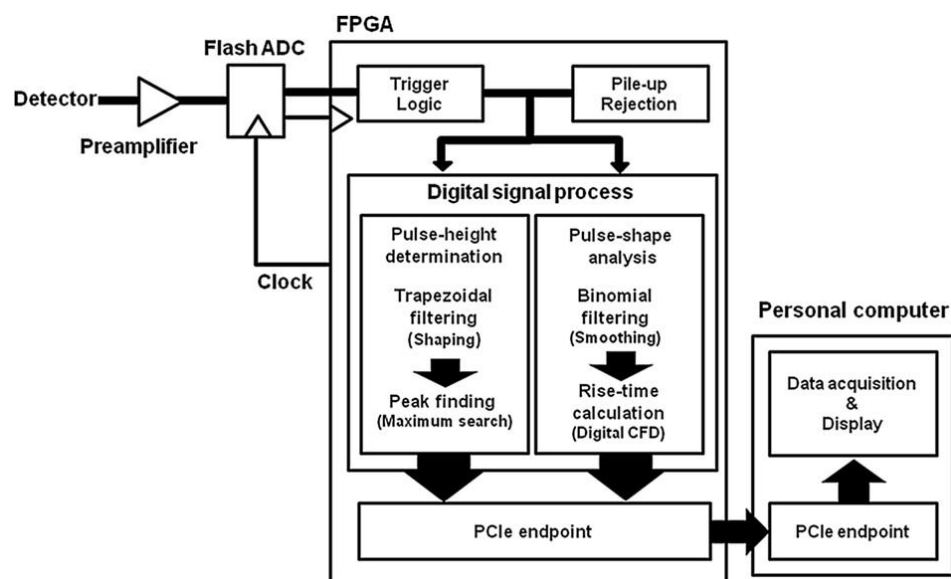 FPGA
Flash ADC
Detector
Preamplifier
Clock
Trigger
Logic
Pile-up
Rejection
Digital signal process
Pulse-height
determination
Trapezoidal
filtering
(Shaping)
Peak finding
(Maximum search)
Pulse-shape
analysis
Binomial
filtering
(Smoothing)
Rise-time
calculation
(Digital CFD)
PCIe endpoint
Personal computer
Data acquisition
&
Display
PCIe endpoint